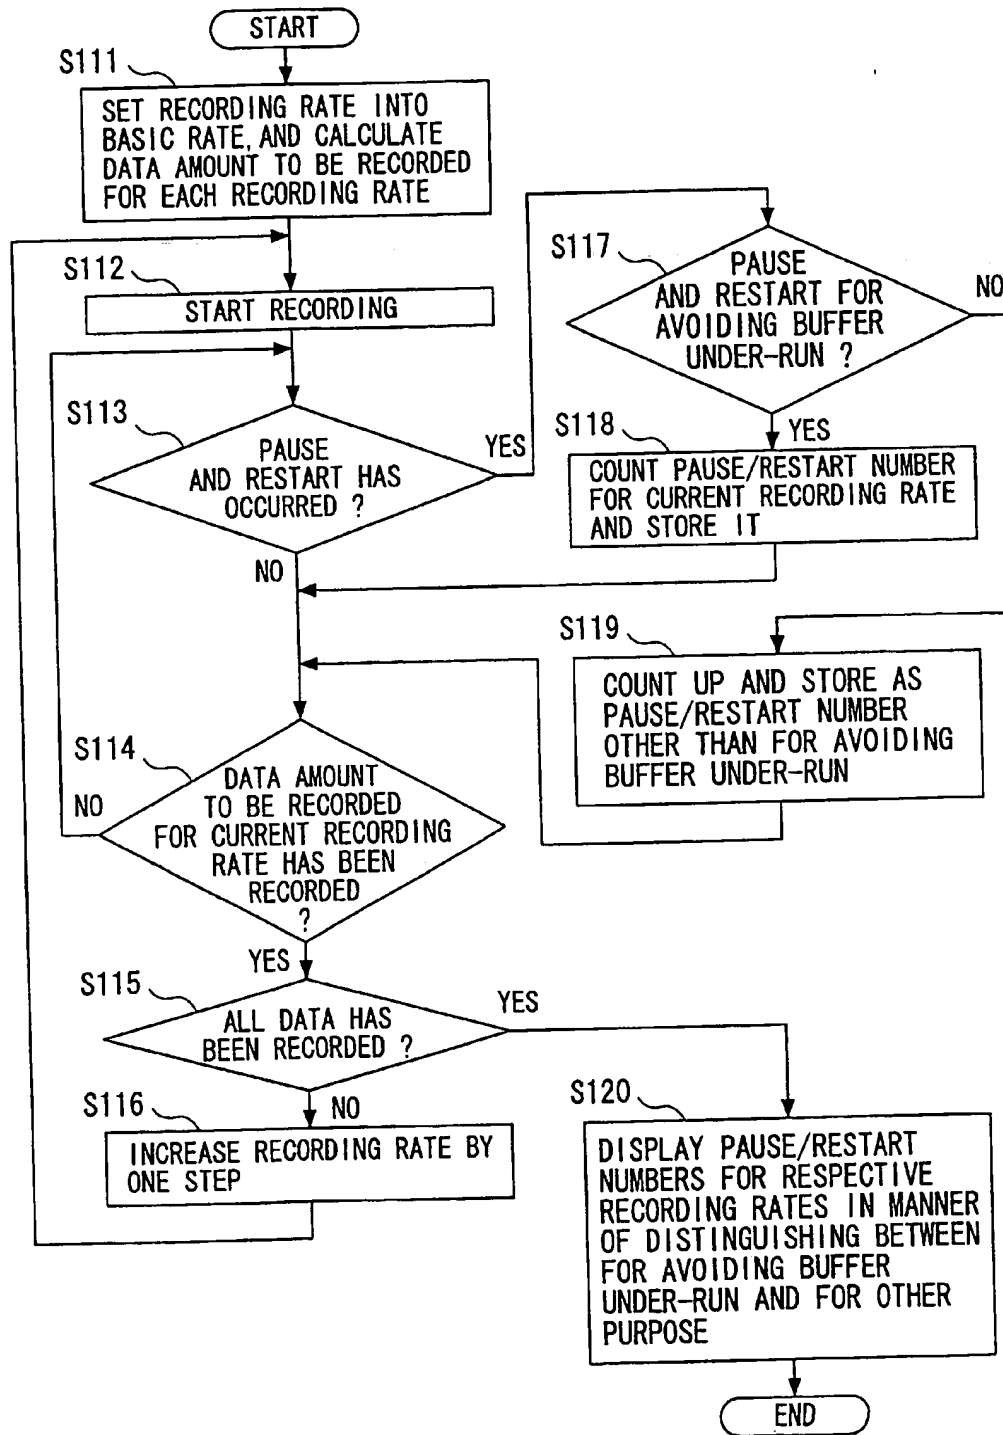 START
S111
SET RECORDING RATE INTO
BASIC RATE, AND CALCULATE
DATA AMOUNT TO BE RECORDED
FOR EACH RECORDING RATE
S112
START RECORDING
S113
PAUSE
AND RESTART HAS
OCCURRED ?
YES
NO
S117
PAUSE
AND RESTART FOR
AVOIDING BUFFER
UNDER-RUN ?
NO
YES
S118
COUNT PAUSE/RESTART NUMBER
FOR CURRENT RECORDING RATE
AND STORE IT
S119
COUNT UP AND STORE AS
PAUSE/RESTART NUMBER
OTHER THAN FOR AVOIDING
BUFFER UNDER-RUN
S114
DATA AMOUNT
TO BE RECORDED
FOR CURRENT RECORDING
RATE HAS BEEN
RECORDED
?
NO
YES
S115
ALL DATA HAS
BEEN RECORDED ?
YES
NO
S116
INCREASE RECORDING RATE BY
ONE STEP
S120
DISPLAY PAUSE/RESTART
NUMBERS FOR RESPECTIVE
RECORDING RATES IN MANNER
OF DISTINGUISHING BETWEEN
FOR AVOIDING BUFFER
UNDER-RUN AND FOR OTHER
PURPOSE
END